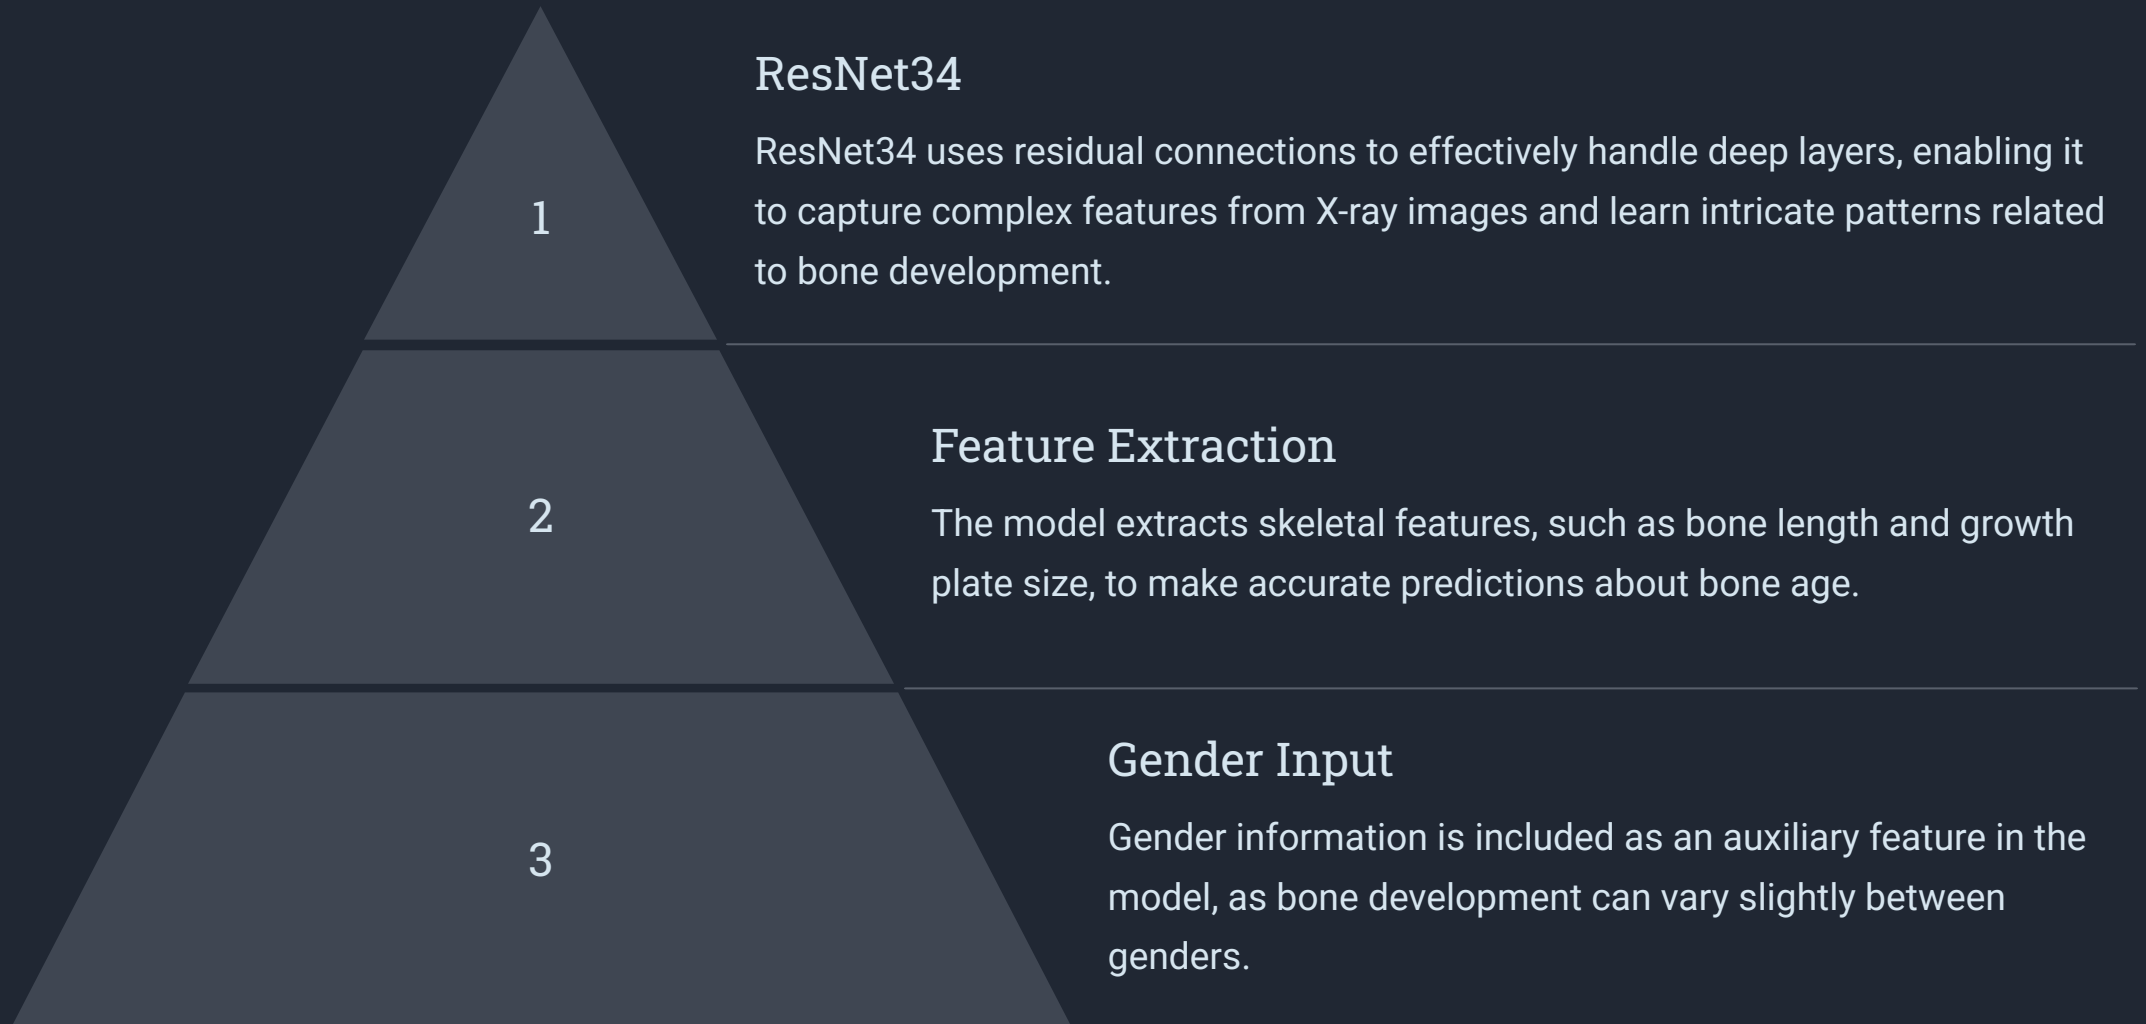 ResNet34
ResNet34 uses residual connections to effectively handle deep layers, enabling it
to capture complex features from X-ray images and learn intricate patterns related
to bone development.
1
Feature Extraction
The model extracts skeletal features, such as bone length and growth
plate size, to make accurate predictions about bone age.
2
Gender Input
Gender information is included as an auxiliary feature in the
model, as bone development can vary slightly between
genders.
3